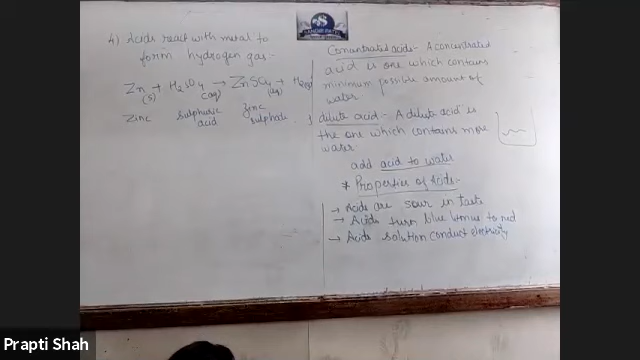 4) Acids react with metal to
form hydrogen gas:-
Zn(s) + H2SO4(aq) → ZnSO4(aq) +
Zinc
Sulphuric acid
Zinc sulphate
Concentrated acids:- A concentrated
acid is one which contains
minimum possible amount of
water
dilute acid:- A dilute acid is
the one which contains more
water
add acid to water
* Properties of Acids:-
→ Acids are sour in taste
→ Acids turn blue litmus to red
→ Acids solution conduct electricity
Prapti Shah